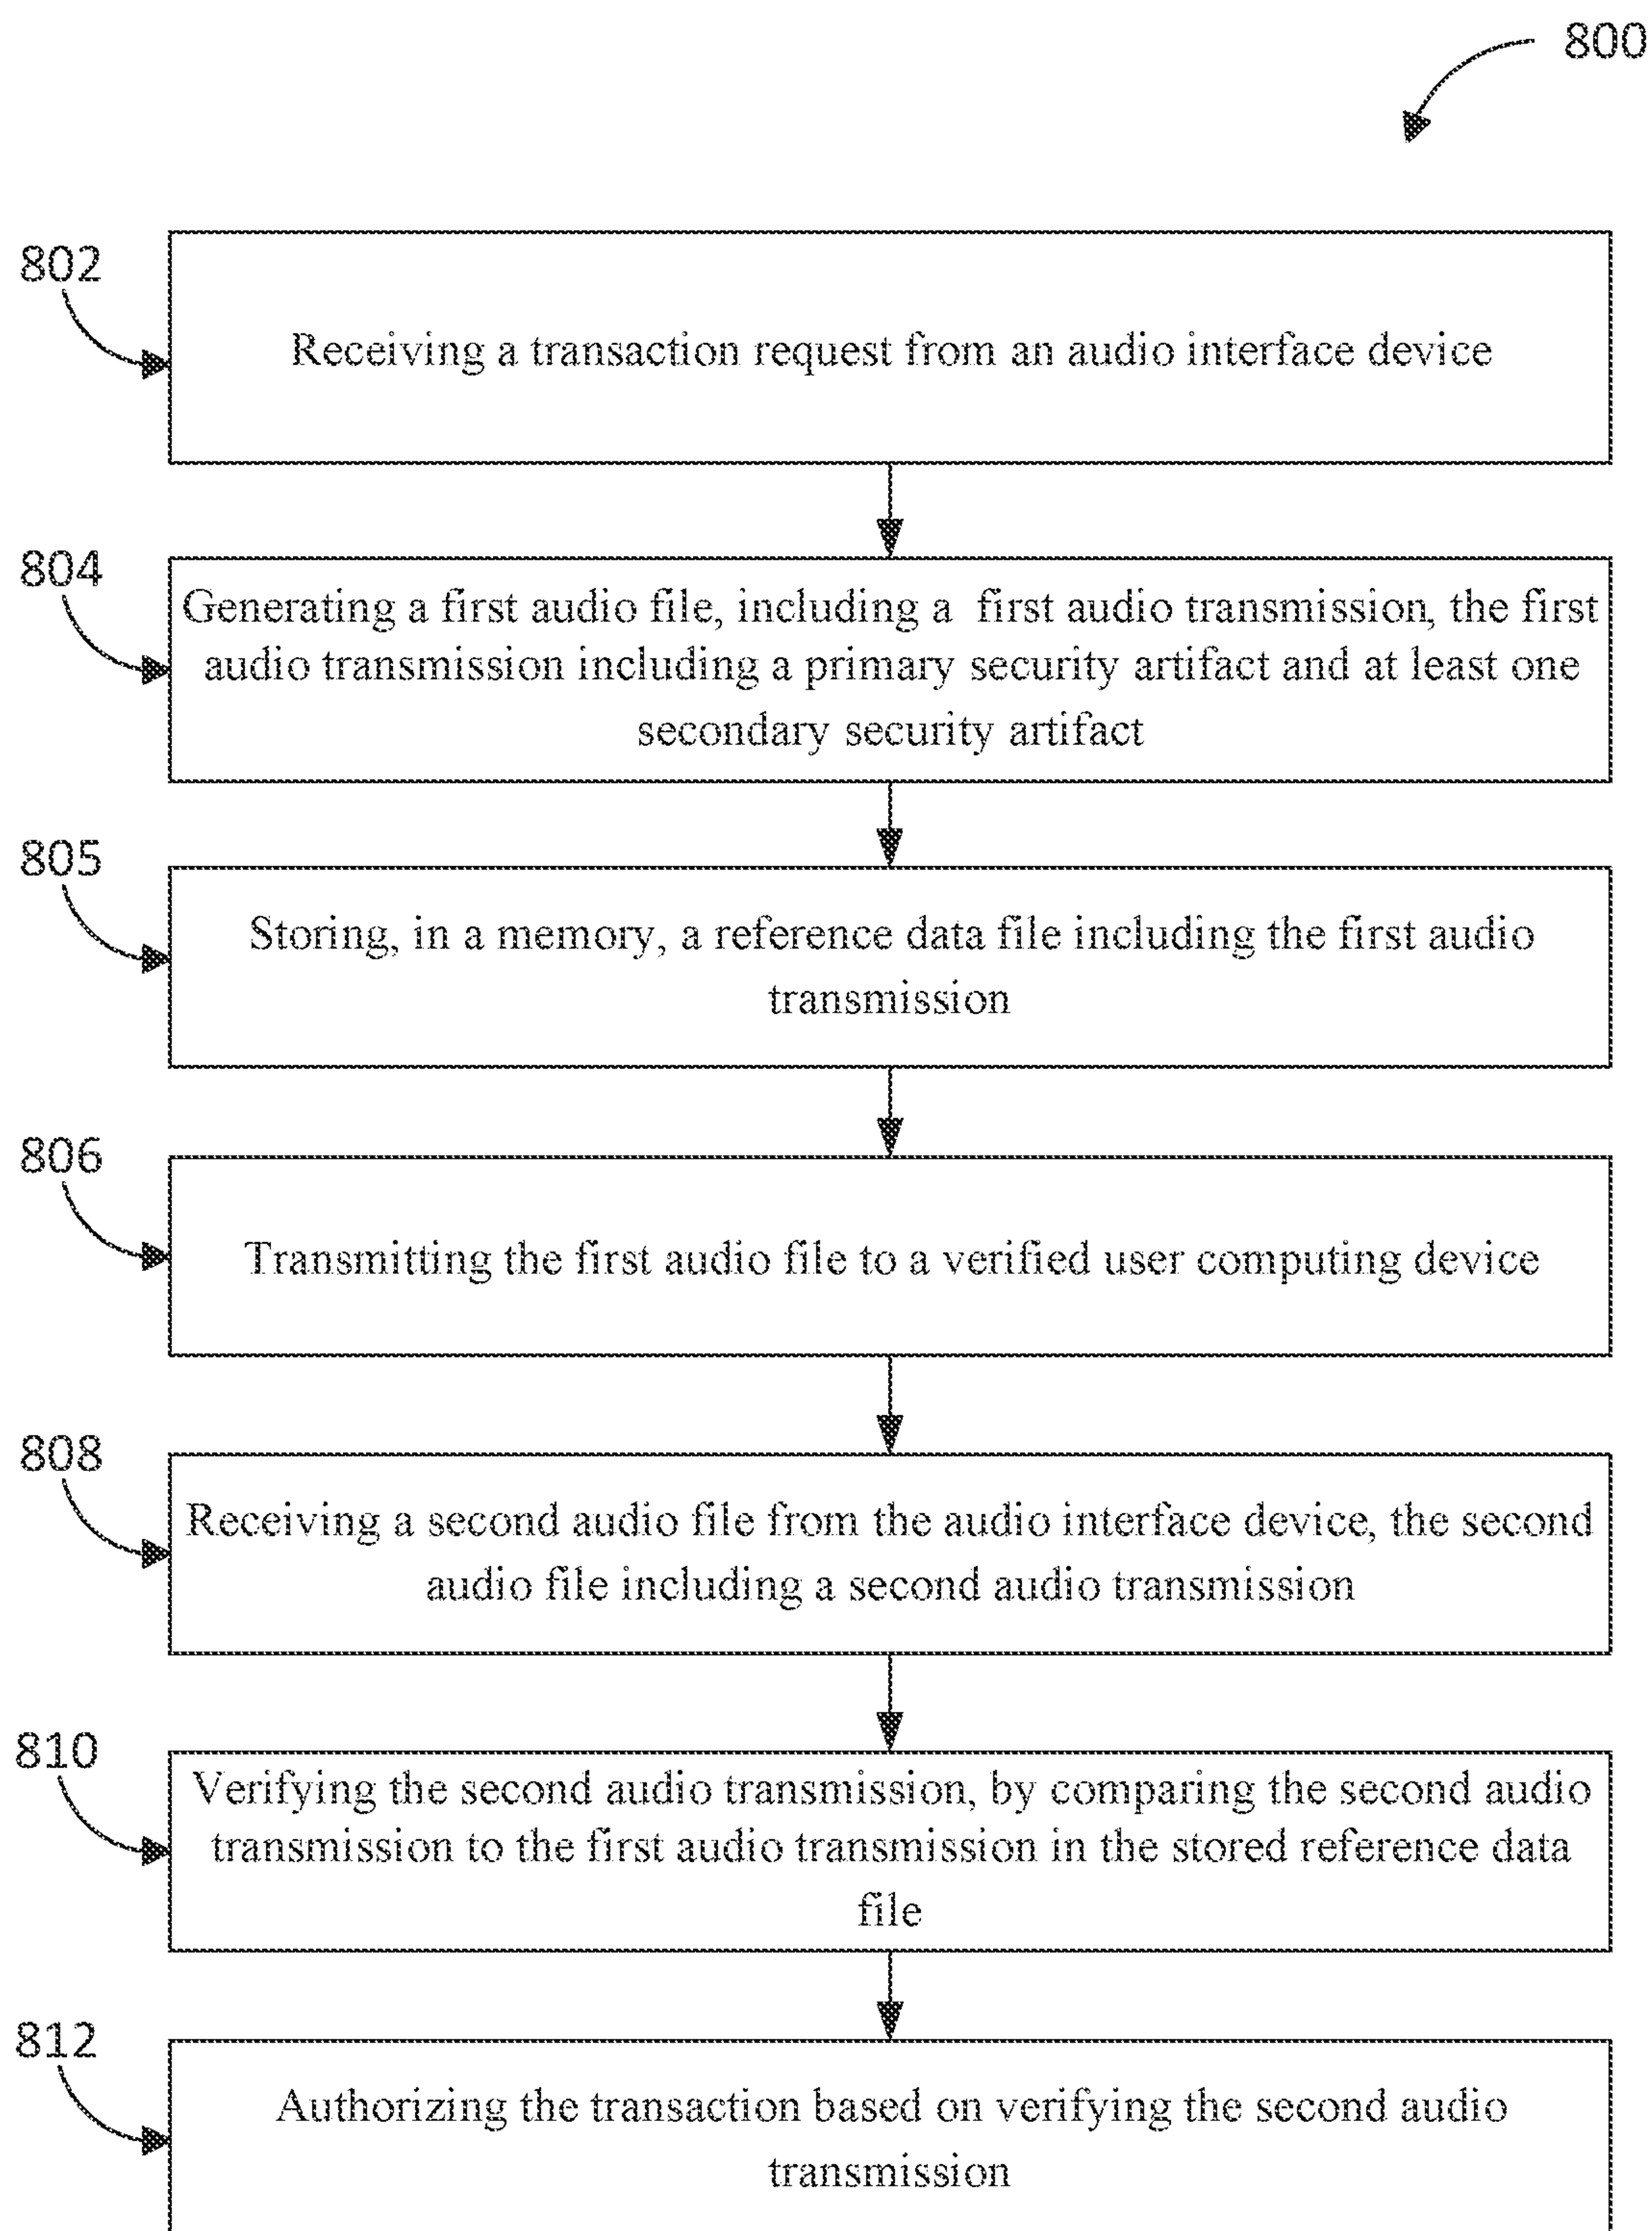 800
802
Receiving a transaction request from an audio interface device
804
Generating a first audio file, including a first audio transmission, the first
audio transmission including a primary security artifact and at least one
secondary security artifact
805
Storing, in a memory, a reference data file including the first audio
transmission
806
Transmitting the first audio file to a verified user computing device
808
Receiving a second audio file from the audio interface device, the second
audio file including a second audio transmission
810
Verifying the second audio transmission, by comparing the second audio
transmission to the first audio transmission in the stored reference data
file
812
Authorizing the transaction based on verifying the second audio
transmission